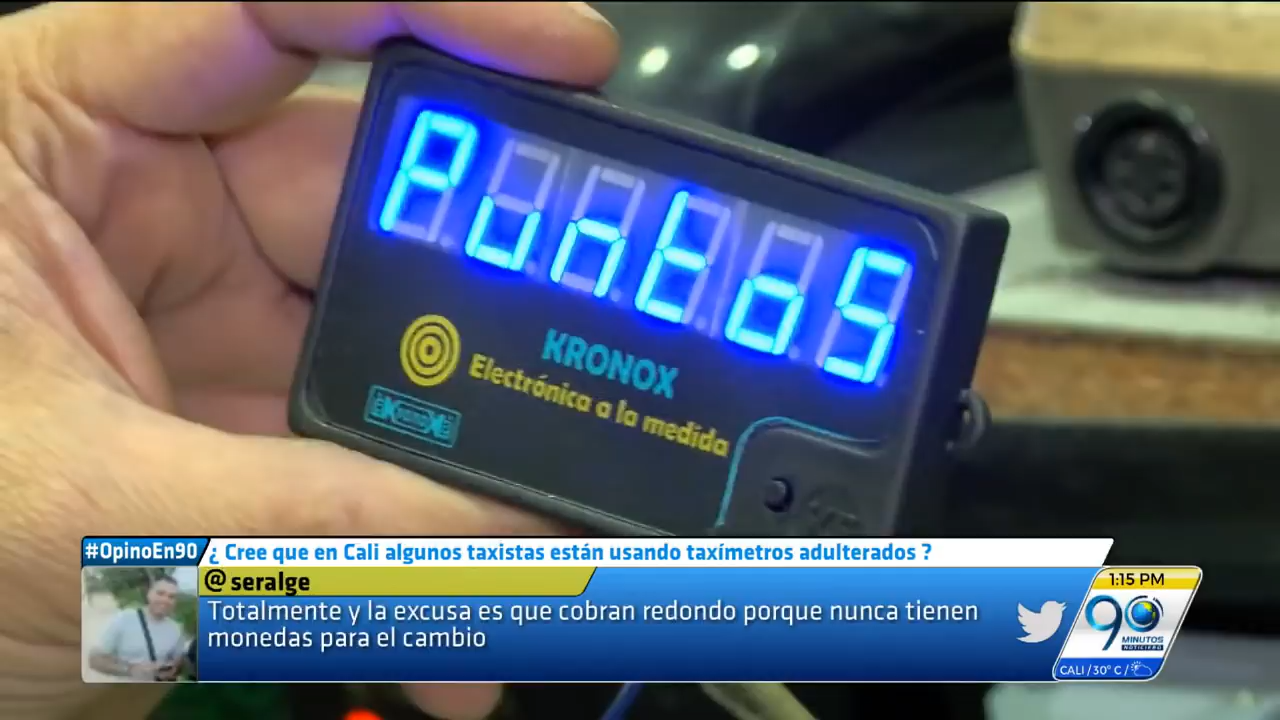 PuntoS
KRONOX
Electrónica a la medida
#OpinoEn90
¿ Cree que en Cali algunos taxistas están usando taxímetros adulterados ?
@ seralge
Totalmente y la excusa es que cobran redondo porque nunca tienen
monedas para el cambio
1:15 PM
90
MINUTOS
NOTICIERO
CALI / 30° C /